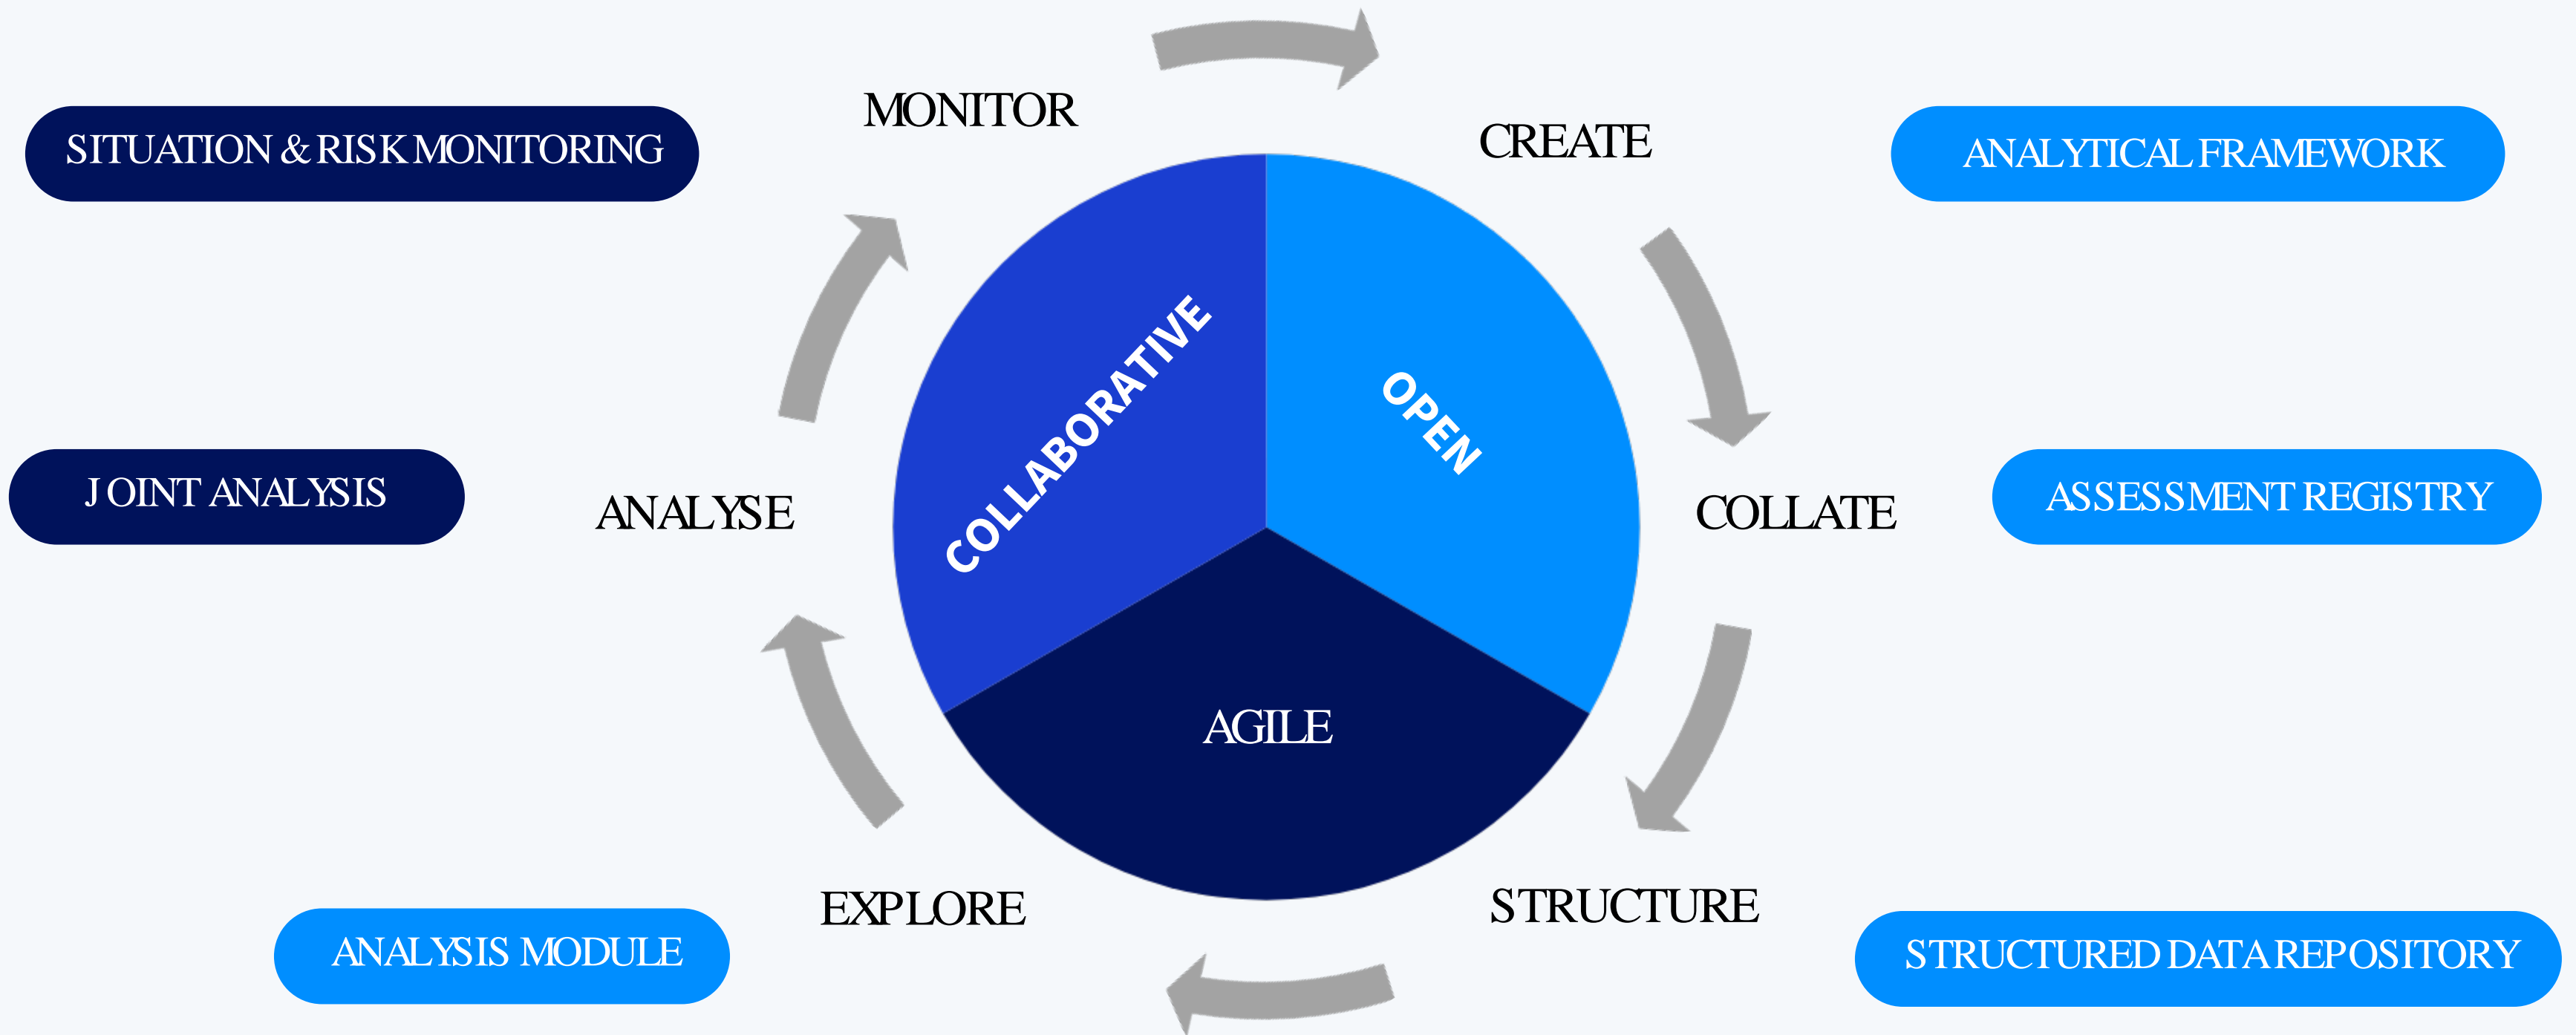 MONITOR
CREATE
SITUATION & RISK MONITORING
ANALYTICAL FRAMEWORK
COLLABORATIVE
OPEN
JOINT ANALYSIS
ANALYSE
COLLATE
ASSESSMENT REGISTRY
AGILE
EXPLORE
STRUCTURE
ANALYSIS MODULE
STRUCTURED DATA REPOSITORY